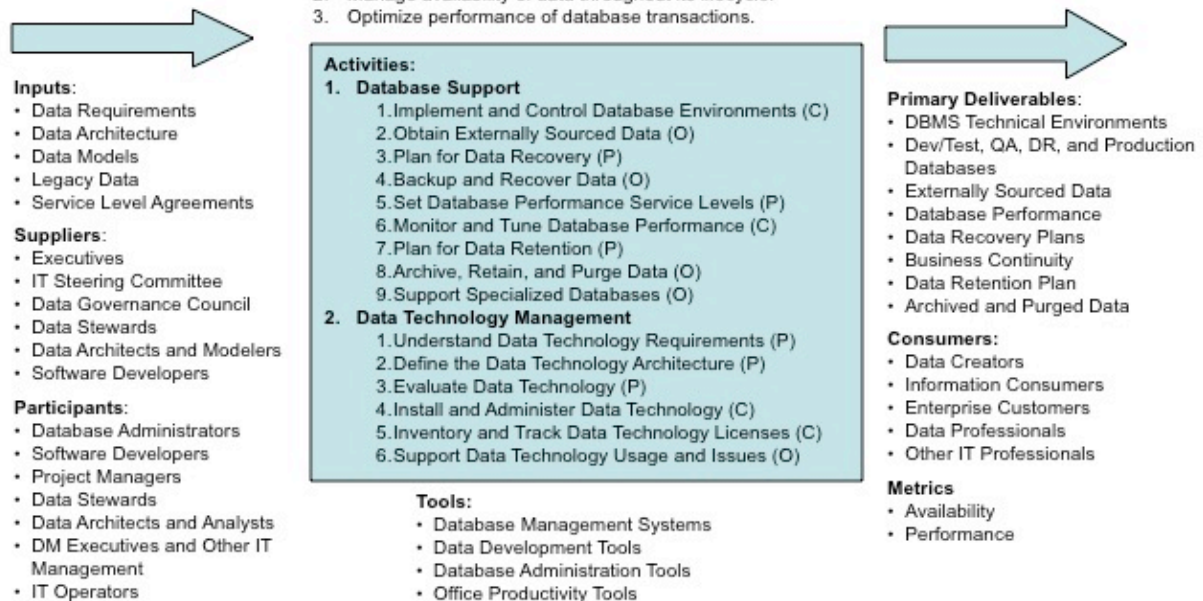 3. Optimize performance of database transactions.
Inputs:
• Data Requirements
• Data Architecture
• Data Models
• Legacy Data
• Service Level Agreements
Suppliers:
• Executives
• IT Steering Committee
• Data Governance Council
• Data Stewards
• Data Architects and Modelers
• Software Developers
Participants:
• Database Administrators
• Software Developers
• Project Managers
• Data Stewards
• Data Architects and Analysts
• DM Executives and Other IT
Management
• IT Operators
Activities:
1. Database Support
1.Implement and Control Database Environments (C)
2.Obtain Externally Sourced Data (O)
3.Plan for Data Recovery (P)
4.Backup and Recover Data (O)
5.Set Database Performance Service Levels (P)
6.Monitor and Tune Database Performance (C)
7.Plan for Data Retention (P)
8.Archive, Retain, and Purge Data (O)
9.Support Specialized Databases (O)
2. Data Technology Management
1.Understand Data Technology Requirements (P)
2.Define the Data Technology Architecture (P)
3.Evaluate Data Technology (P)
4.Install and Administer Data Technology (C)
5.Inventory and Track Data Technology Licenses (C)
6.Support Data Technology Usage and Issues (O)
Tools:
• Database Management Systems
• Data Development Tools
• Database Administration Tools
• Office Productivity Tools
Primary Deliverables:
• DBMS Technical Environments
• Dev/Test, QA, DR, and Production
Databases
• Externally Sourced Data
• Database Performance
• Data Recovery Plans
• Business Continuity
• Data Retention Plan
• Archived and Purged Data
Consumers:
• Data Creators
• Information Consumers
• Enterprise Customers
• Data Professionals
• Other IT Professionals
Metrics
• Availability
• Performance